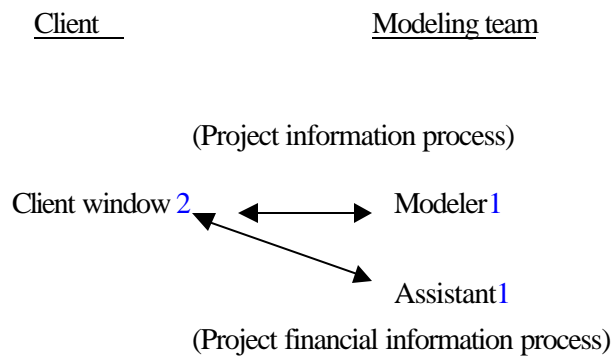 Client Modeling team
(Project information process)
Client window 2 Modeler1
Assistant1
(Project financial information process)